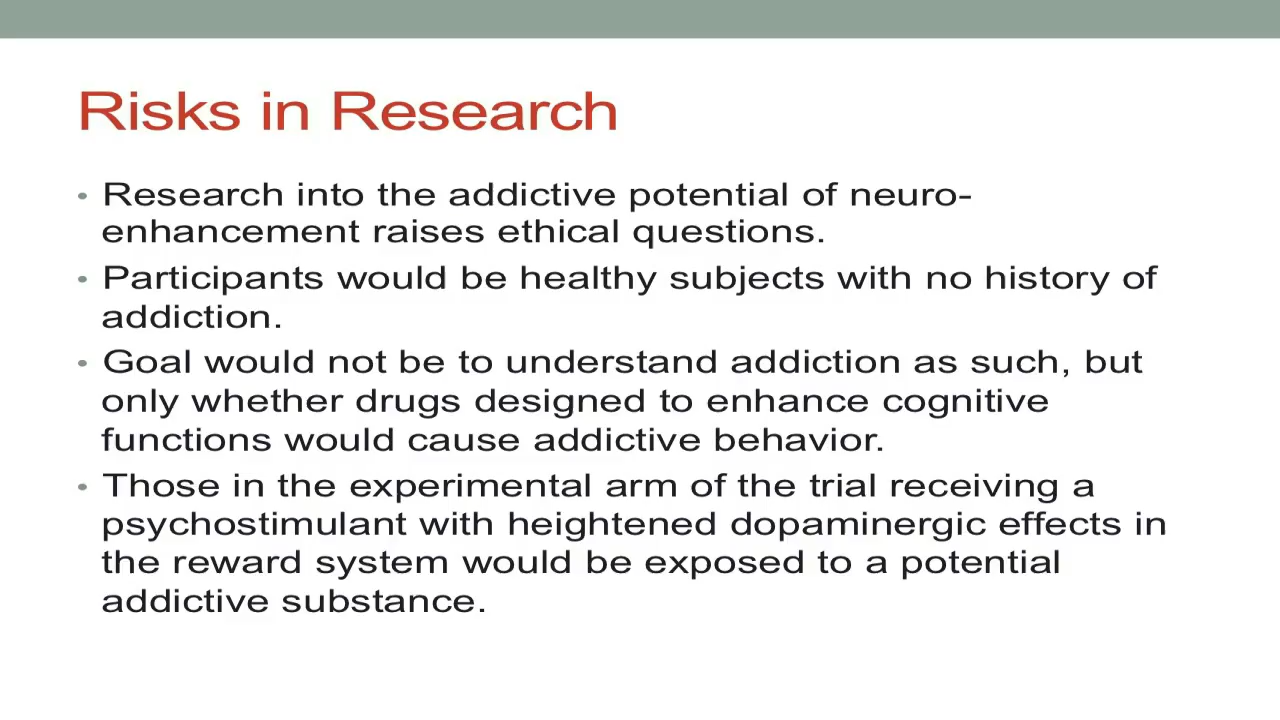 Risks in Research
• Research into the addictive potential of neuro-
enhancement raises ethical questions.
• Participants would be healthy subjects with no history of
addiction.
• Goal would not be to understand addiction as such, but
only whether drugs designed to enhance cognitive
functions would cause addictive behavior.
• Those in the experimental arm of the trial receiving a
psychostimulant with heightened dopaminergic effects in
the reward system would be exposed to a potential
addictive substance.